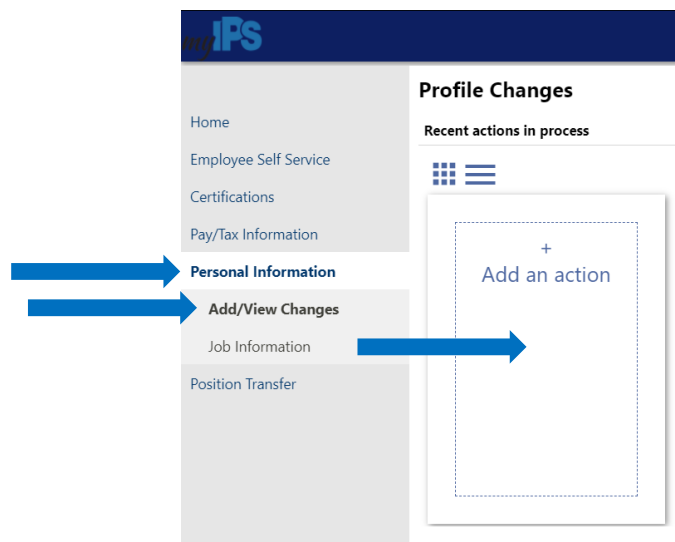 myIPS
Profile Changes
Recent actions in process
Home
Employee Self Service
Certifications
Pay/Tax Information
Personal Information
Add/View Changes
Job Information
Position Transfer
+
Add an action